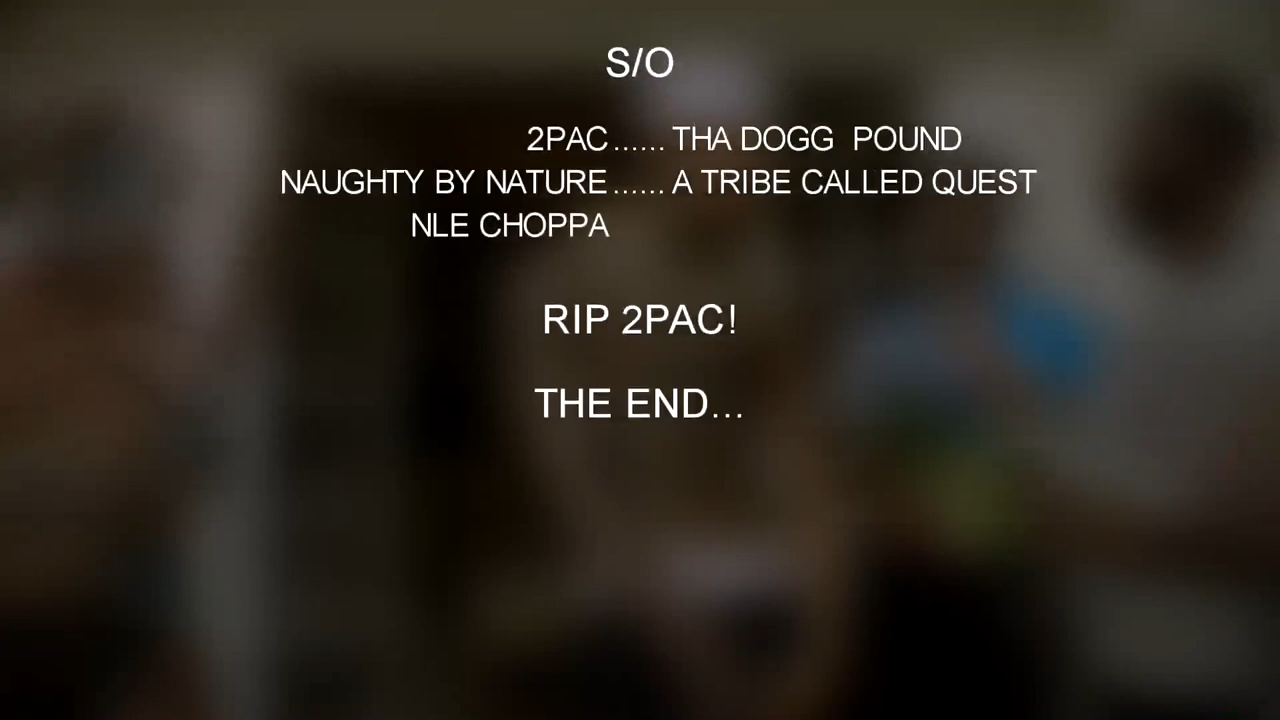 S/O
2PAC...... THA DOGG  POUND
NAUGHTY BY NATURE...... A TRIBE CALLED QUEST
NLE CHOPPA
RIP 2PAC!
THE END...